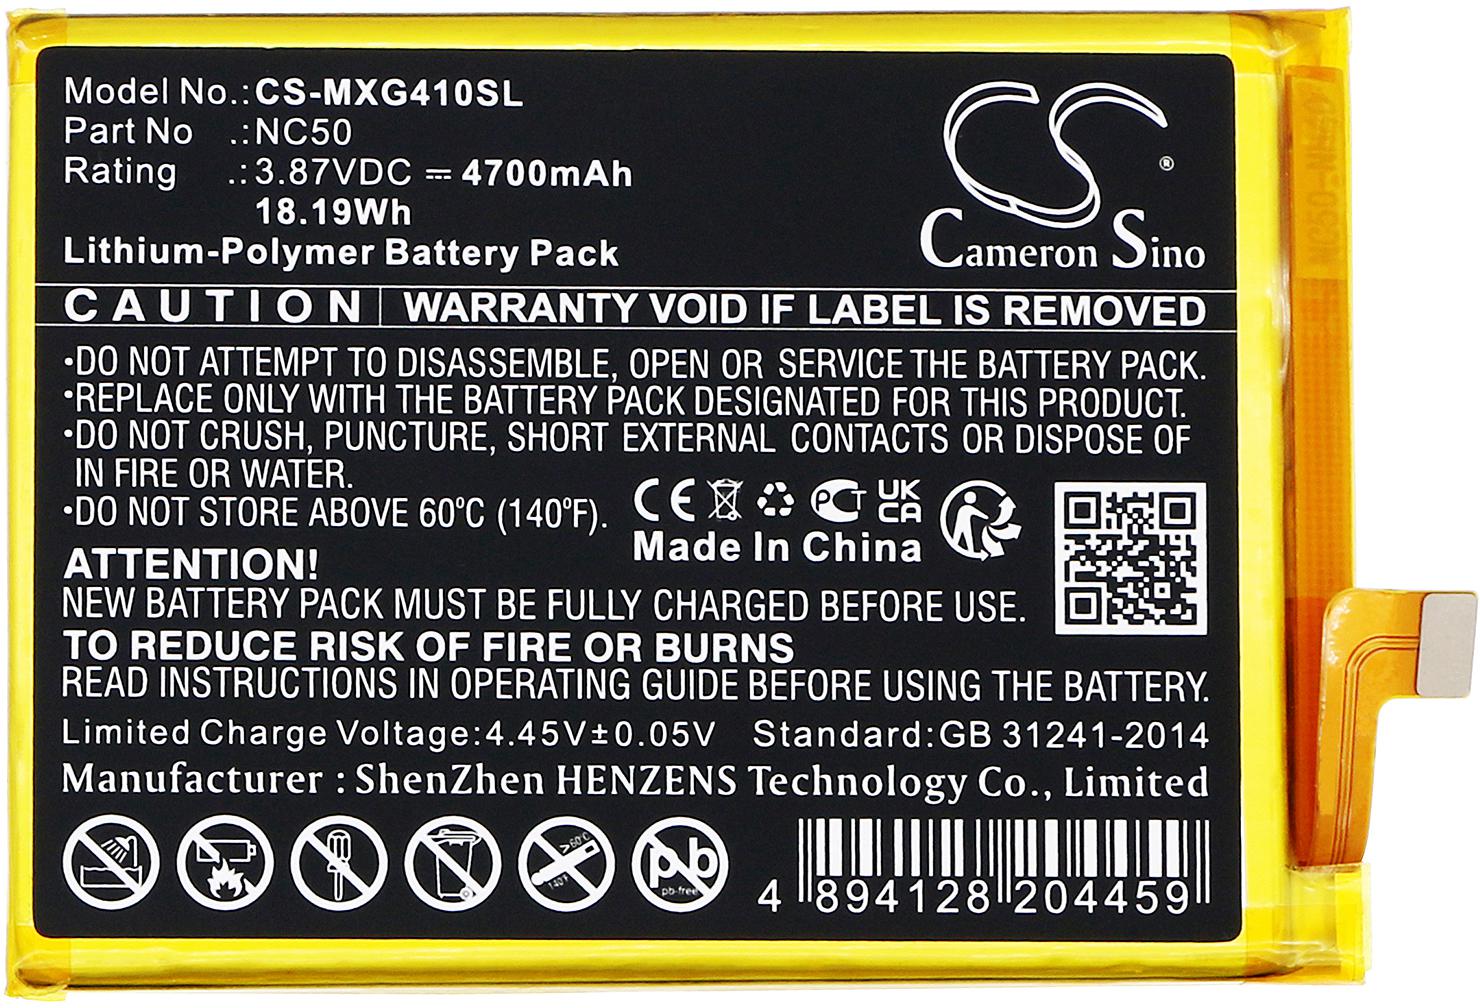 Model No.:CS-MXG410SL
Part No .:NC50
Rating .:3.87VDC ⎓ 4700mAh
18.19Wh
Lithium-Polymer Battery Pack
CS
®
Cameron Sino
CAUTION WARRANTY VOID IF LABEL IS REMOVED
•DO NOT ATTEMPT TO DISASSEMBLE, OPEN OR SERVICE THE BATTERY PACK.
•REPLACE ONLY WITH THE BATTERY PACK DESIGNATED FOR THIS PRODUCT.
•DO NOT CRUSH, PUNCTURE, SHORT EXTERNAL CONTACTS OR DISPOSE OF
IN FIRE OR WATER.
•DO NOT STORE ABOVE 60ºC (140ºF).
CE PCT UK
CA
Made In China
ATTENTION!
NEW BATTERY PACK MUST BE FULLY CHARGED BEFORE USE.
TO REDUCE RISK OF FIRE OR BURNS
READ INSTRUCTIONS IN OPERATING GUIDE BEFORE USING THE BATTERY.
Limited Charge Voltage:4.45V±0.05V Standard:GB 31241-2014
Manufacturer : ShenZhen HENZENS Technology Co., Limited
>60°C
140°F
pb
pb-free
4 894128 204459